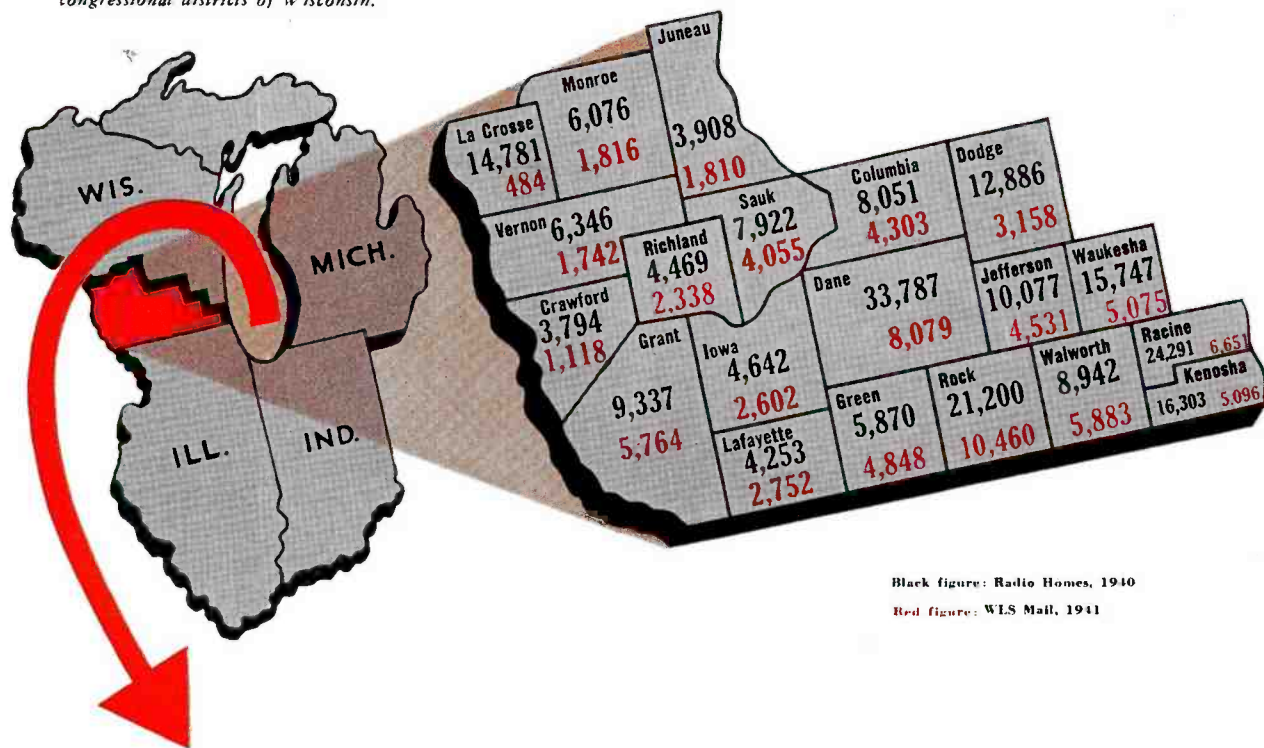 congressional districts of Wisconsin.
WIS.
MICH.
ILL.
IND.
Juneau
3,908
1,810
Monroe
6,076
1,816
La Crosse
14,781
484
Vernon 6,346
1,742
Richland
4,469
2,338
Sauk
7,922
4,055
Columbia
8,051
4,303
Dodge
12,886
3,158
Crawford
3,794
1,118
Grant
9,337
5,764
Iowa
4,642
2,602
Dane
33,787
8,079
Jefferson
10,077
4,531
Waukesha
15,747
5,075
Lafayette
4,253
2,752
Green
5,870
4,848
Rock
21,200
10,460
Walworth
8,942
5,883
Racine
24,291 6,651
Kenosha
16,303 5,096
Black figure: Radio Homes, 1940
Red figure: WLS Mail, 1941